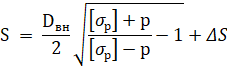 S = D_вн/2 √([σ_р] + p / [σ_р] − p − 1) + ΔS